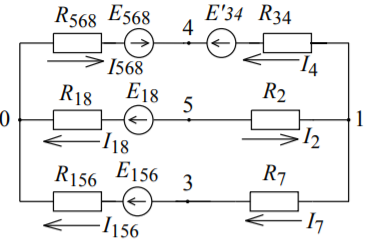 R568 E568 4 E'34 R34
I568 I4
0 R18 E18 5 R2 1
I18 I2
R156 E156 3 R7
I156 I7